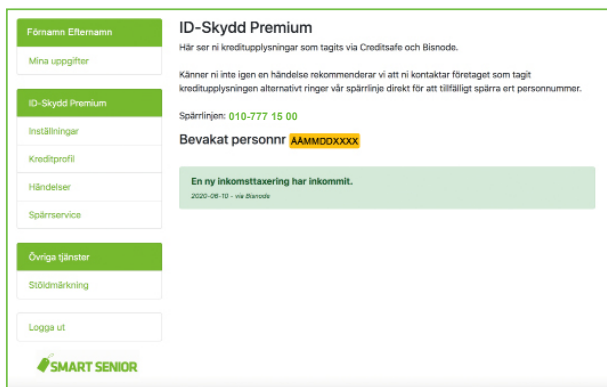 Förnamn Efternamn
Mina uppgifter
ID-Skydd Premium
Inställningar
Kreditprofil
Händelser
Spärrservice
Övriga tjänster
Stöldmärkning
Logga ut
SMART SENIOR
ID-Skydd Premium
Här ser ni kreditupplysningar som tagits via Creditsafe och Bisnode.
Känner ni inte igen en händelse rekommenderar vi att ni kontaktar företaget som tagit
kreditupplysningen alternativt ringer vår spärrlinje direkt för att tillfälligt spärra ert personnummer.
Spärrlinjen: 010-777 15 00
Bevakat personnr ÅÅMMDDXXXX
En ny inkomsttaxering har inkommit.
2020-06-10 - via Bisnode